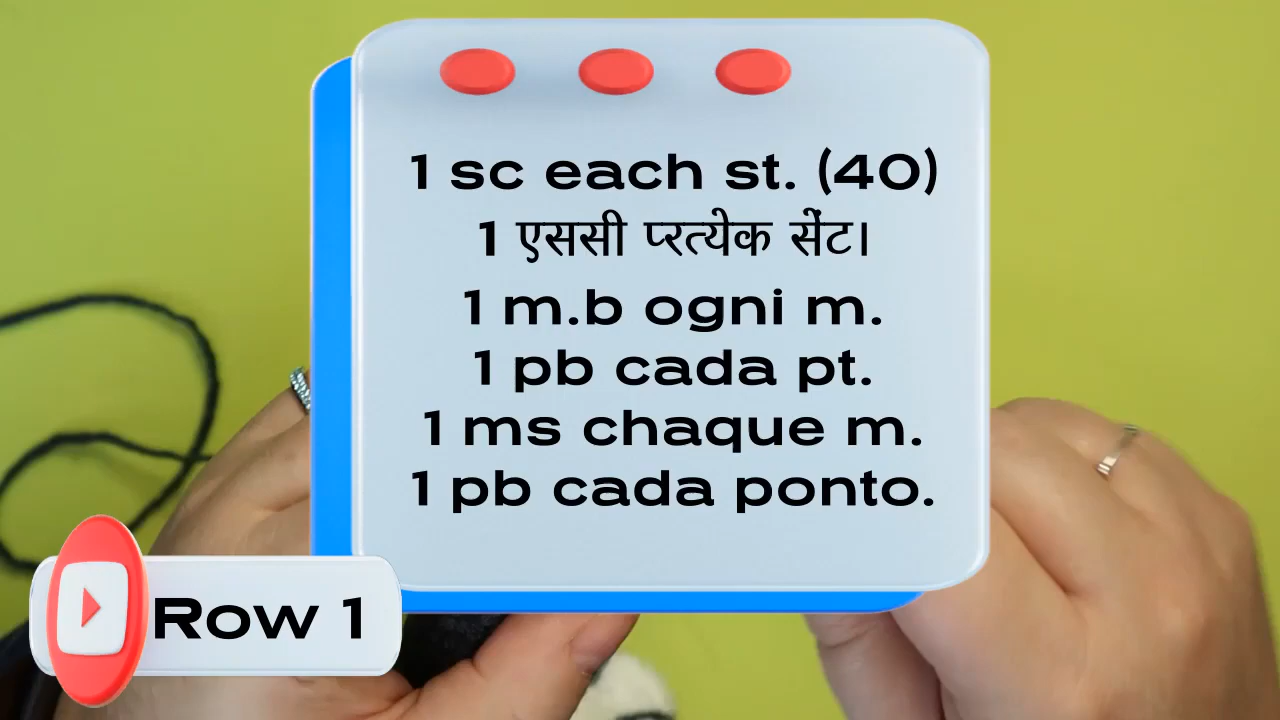 1 sc each st. (40)
1 एससी प्रत्येक सेंट।
1 m.b ogni m.
1 pb cada pt.
1 ms chaque m.
1 pb cada ponto.
Row 1